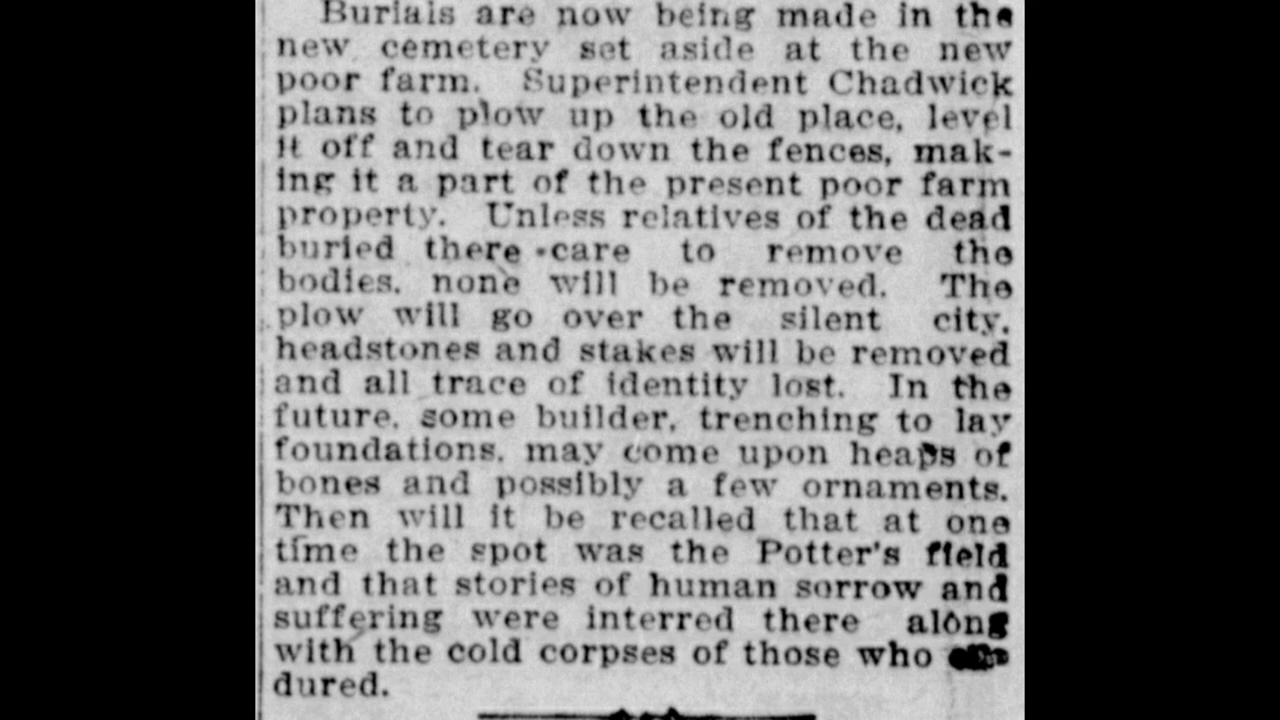 Burials are now being made in the
new cemetery set aside at the new
poor farm. Superintendent Chadwick
plans to plow up the old place, level
it off and tear down the fences, mak-
ing it a part of the present poor farm
property. Unless relatives of the dead
buried there care to remove the
bodies, none will be removed. The
plow will go over the silent city,
headstones and stakes will be removed
and all trace of identity lost. In the
future, some builder, trenching to lay
foundations, may come upon heaps of
bones and possibly a few ornaments.
Then will it be recalled that at one
time the spot was the Potter's field
and that stories of human sorrow and
suffering were interred there along
with the cold corpses of those who
dured.